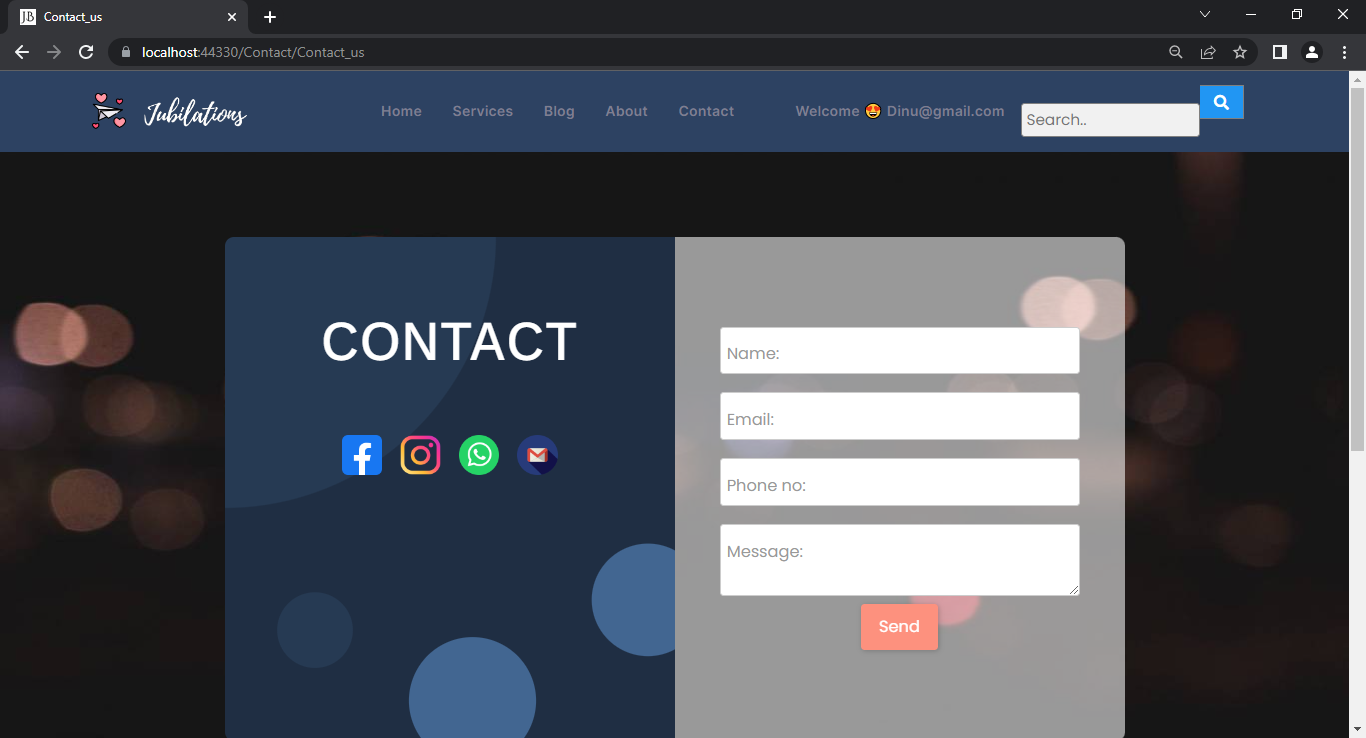 JB Contact_us
localhost:44330/Contact/Contact_us
Jubilations Home Services Blog About Contact Welcome 😍 Dinu@gmail.com Search..
CONTACT
Name:
Email:
Phone no:
Message:
Send